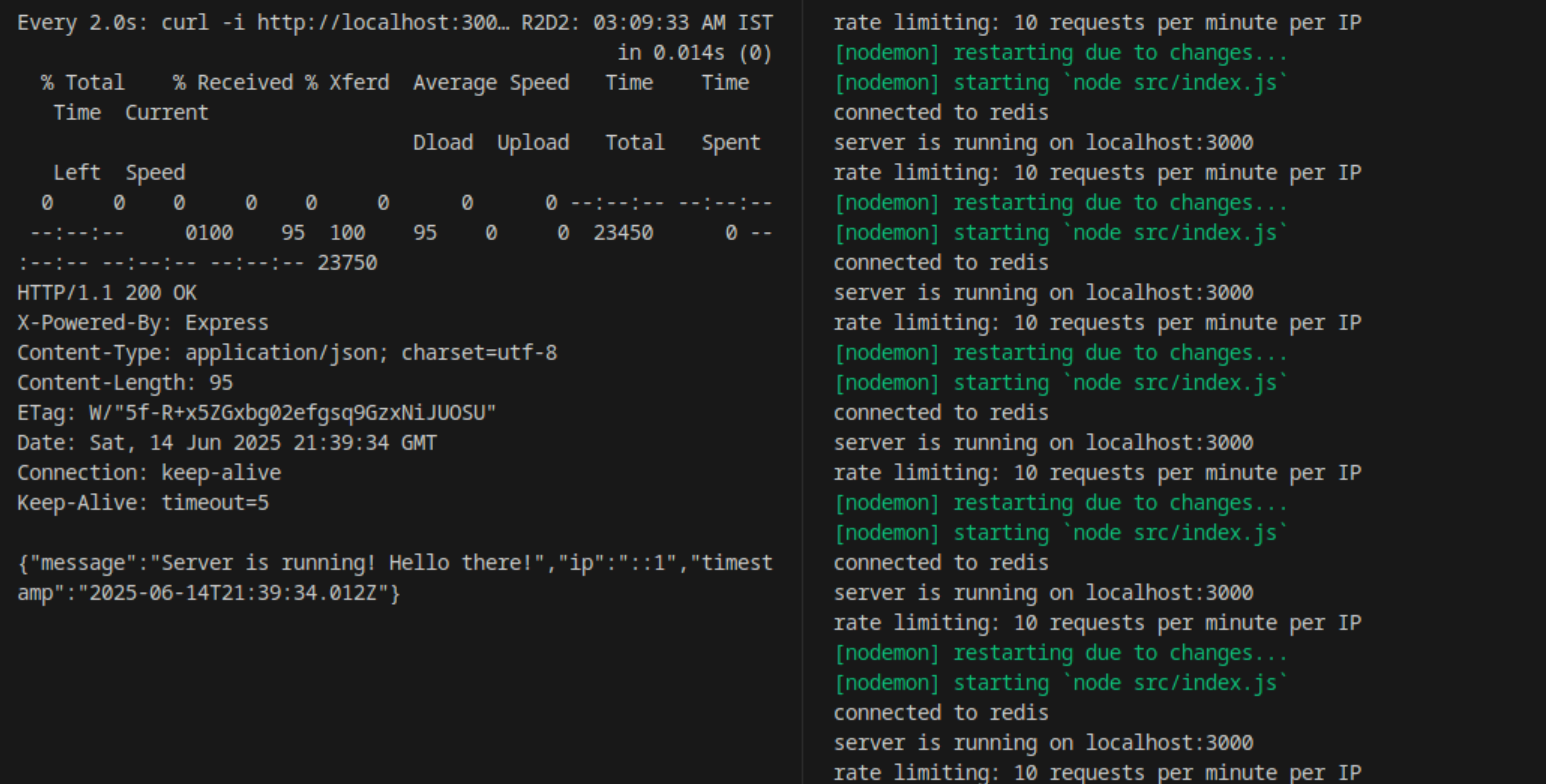 Every 2.0s: curl -i http://localhost:300… R2D2: 03:09:33 AM IST
in 0.014s (0)
% Total % Received % Xferd Average Speed Time Time
Time Current
Dload Upload Total Spent
Left Speed
0 0 0 0 0 0 0 0 --:--:-- --:--:--
--:--:-- 0100 95 100 95 0 0 23450 0 --
:--:-- --:--:-- --:--:-- 23750
HTTP/1.1 200 OK
X-Powered-By: Express
Content-Type: application/json; charset=utf-8
Content-Length: 95
ETag: W/"5f-R+x5ZGxbg02efgsq9GzxNiJUOSU"
Date: Sat, 14 Jun 2025 21:39:34 GMT
Connection: keep-alive
Keep-Alive: timeout=5
{"message":"Server is running! Hello there!","ip":"::1","timest
amp":"2025-06-14T21:39:34.012Z"}
rate limiting: 10 requests per minute per IP
[nodemon] restarting due to changes...
[nodemon] starting `node src/index.js`
connected to redis
server is running on localhost:3000
rate limiting: 10 requests per minute per IP
[nodemon] restarting due to changes...
[nodemon] starting `node src/index.js`
connected to redis
server is running on localhost:3000
rate limiting: 10 requests per minute per IP
[nodemon] restarting due to changes...
[nodemon] starting `node src/index.js`
connected to redis
server is running on localhost:3000
rate limiting: 10 requests per minute per IP
[nodemon] restarting due to changes...
[nodemon] starting `node src/index.js`
connected to redis
server is running on localhost:3000
rate limiting: 10 requests per minute per IP
[nodemon] restarting due to changes...
[nodemon] starting `node src/index.js`
connected to redis
server is running on localhost:3000
rate limiting: 10 requests per minute per IP